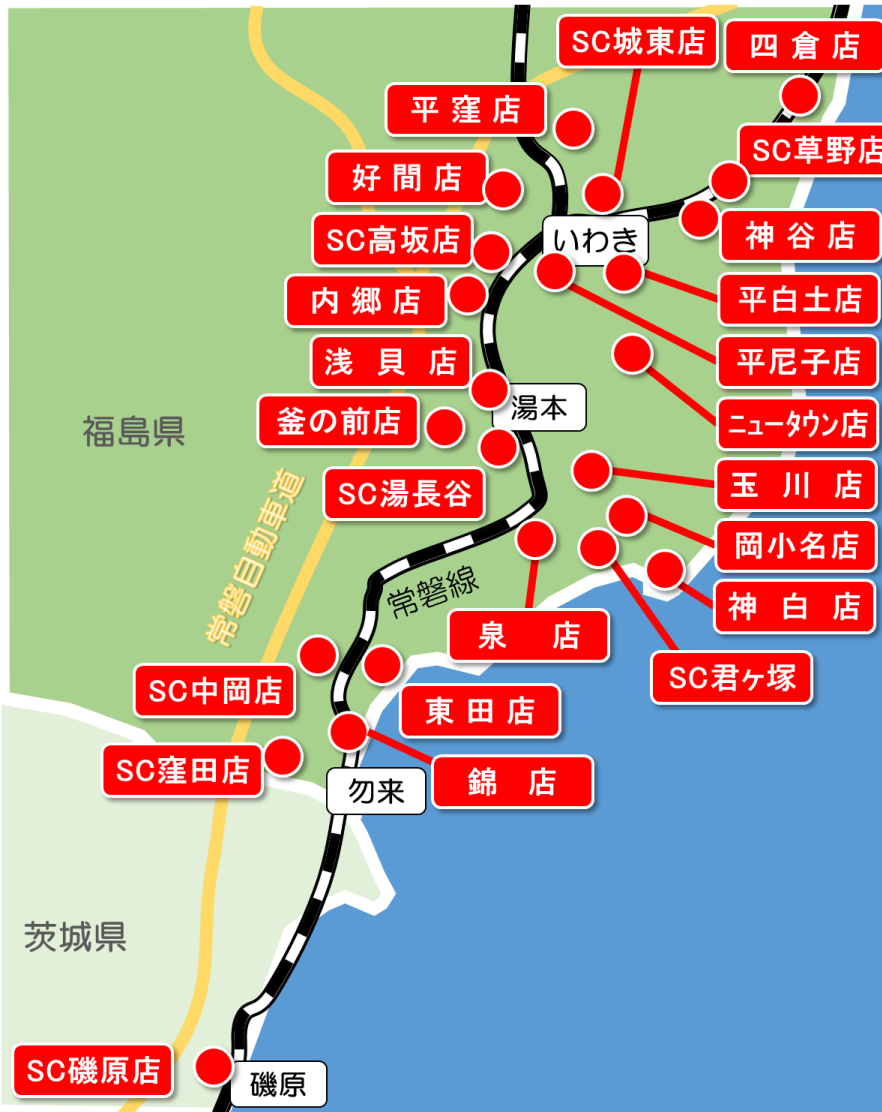 SC城東店
四倉店
平窪店
SC草野店
好間店
神谷店
SC高坂店
いわき
内郷店
平白土店
浅貝店
平尼子店
湯本
釜の前店
ニュータウン店
福島県
SC湯長谷
玉川店
常磐自動車道
岡小名店
常磐線
神白店
泉店
SC君ヶ塚
SC中岡店
東田店
SC窪田店
錦店
勿来
茨城県
SC磯原店
磯原